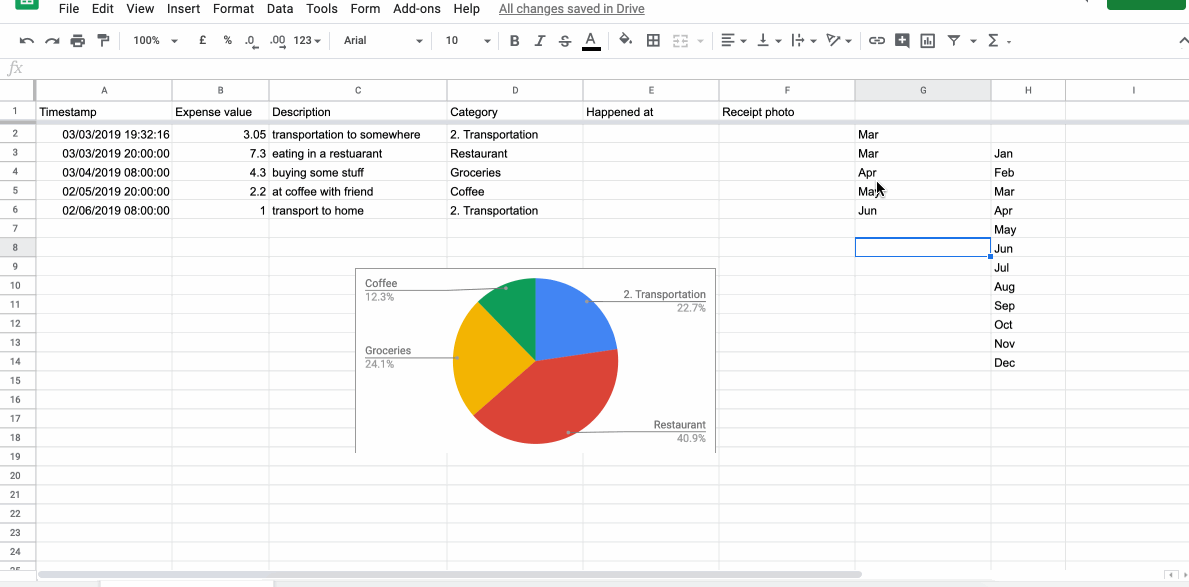 File Edit View Insert Format Data Tools Form Add-ons Help All changes saved in Drive
100% £ % .0 .00 123 Arial 10 B I S A Σ
fx
A B C D E F G H I
1 Timestamp Expense value Description Category Happened at Receipt photo
2 03/03/2019 19:32:16 3.05 transportation to somewhere 2. Transportation Mar
3 03/03/2019 20:00:00 7.3 eating in a restuarant Restaurant Mar Jan
4 03/04/2019 08:00:00 4.3 buying some stuff Groceries Apr Feb
5 02/05/2019 20:00:00 2.2 at coffee with friend Coffee May Mar
6 02/06/2019 08:00:00 1 transport to home 2. Transportation Jun Apr
7 May
8 Jun
9 Jul
10 Aug
11 Sep
12 Oct
13 Nov
14 Dec
15
16
17
18
19
20
21
22
23
24
25
Coffee
12.3%
2. Transportation
22.7%
Groceries
24.1%
Restaurant
40.9%